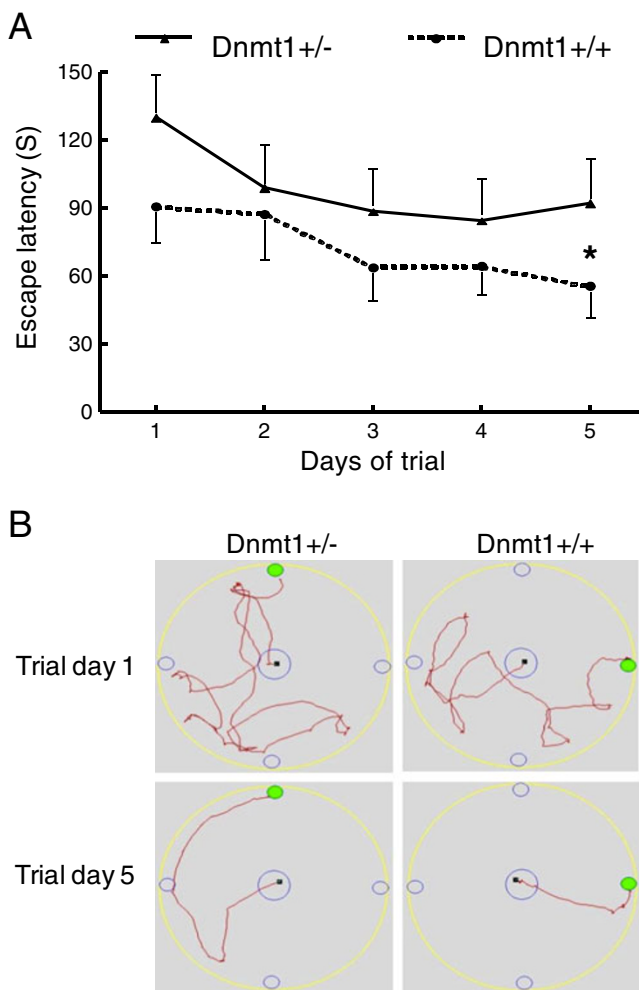 A
Dnmt1+/- Dnmt1+/+
150
120
90
60
30
0
Escape latency (S)
*
1 2 3 4 5
Days of trial
B
Dnmt1+/- Dnmt1+/+
Trial day 1
Trial day 5